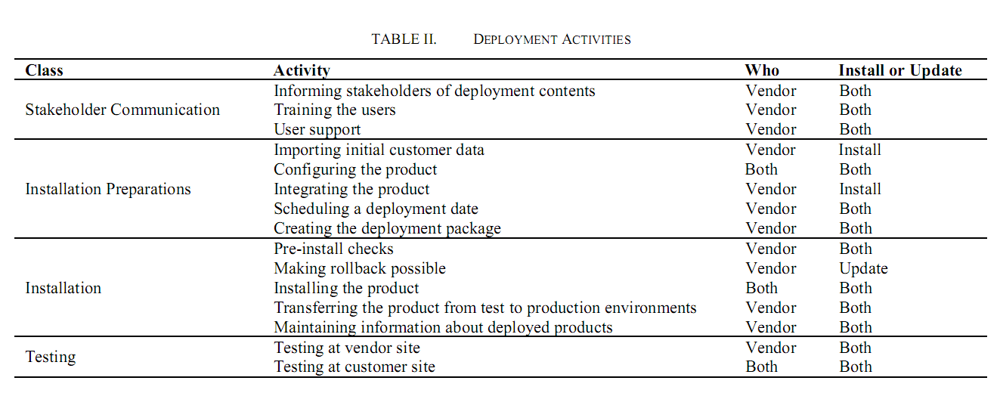 TABLE II. DEPLOYMENT ACTIVITIES
Class Activity Who Install or Update
Informing stakeholders of deployment contents Vendor Both
Stakeholder Communication Training the users Vendor Both
User support Vendor Both
Importing initial customer data Vendor Install
Configuring the product Both Both
Installation Preparations Integrating the product Vendor Install
Scheduling a deployment date Vendor Both
Creating the deployment package Vendor Both
Pre-install checks Vendor Both
Making rollback possible Vendor Update
Installation Installing the product Both Both
Transferring the product from test to production environments Vendor Both
Maintaining information about deployed products Vendor Both
Testing Testing at vendor site Vendor Both
Testing at customer site Both Both